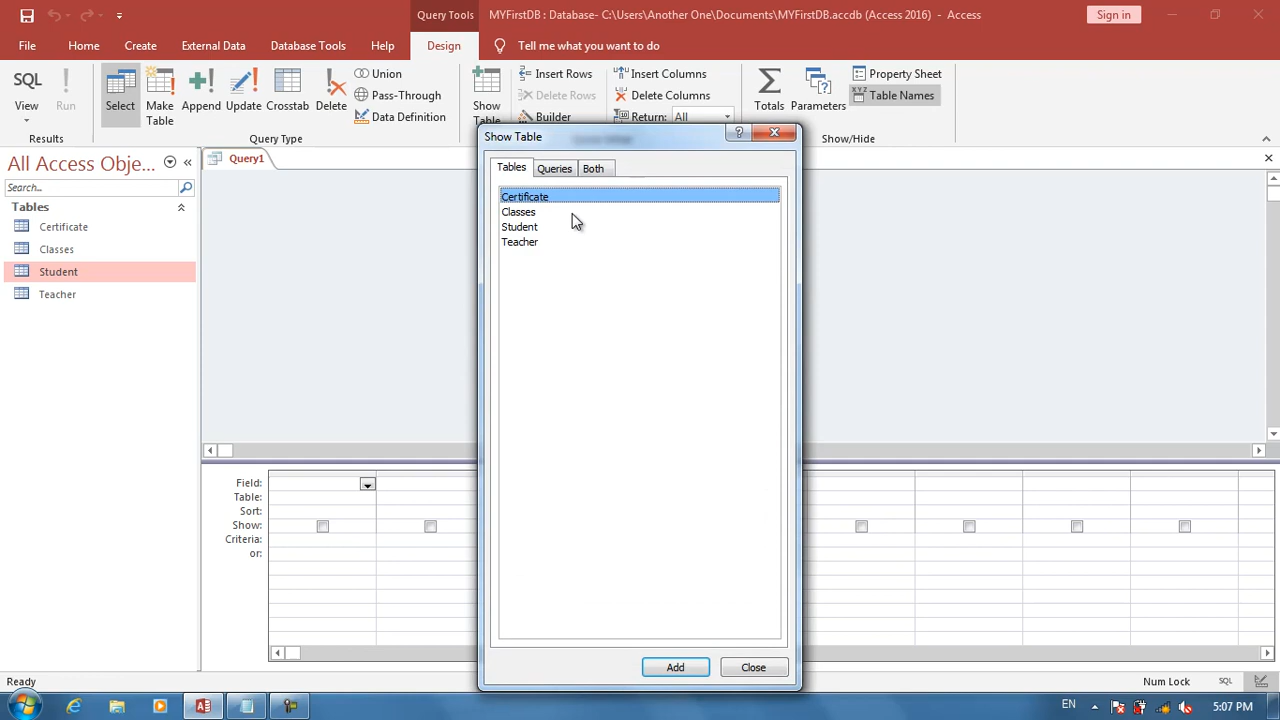 Query Tools
MYFirstDB : Database- C:\Users\Another One\Documents\MYFirstDB.accdb (Access 2016) - Access
Sign in
File
Home
Create
External Data
Database Tools
Help
Design
Tell me what you want to do
View
Run
Results
Select
Make Table
Append
Update
Crosstab
Delete
Union
Pass-Through
Data Definition
Query Type
Show Table
Insert Rows
Delete Rows
Builder
Insert Columns
Delete Columns
Return: All
Totals
Parameters
Property Sheet
XYZ Table Names
Show/Hide
All Access Obje...
Search...
Tables
Certificate
Classes
Student
Teacher
Query1
Show Table
Tables
Queries
Both
Certificate
Classes
Student
Teacher
Add
Close
Field:
Table:
Sort:
Show:
Criteria:
or:
Ready
Num Lock
SQL
EN
5:07 PM